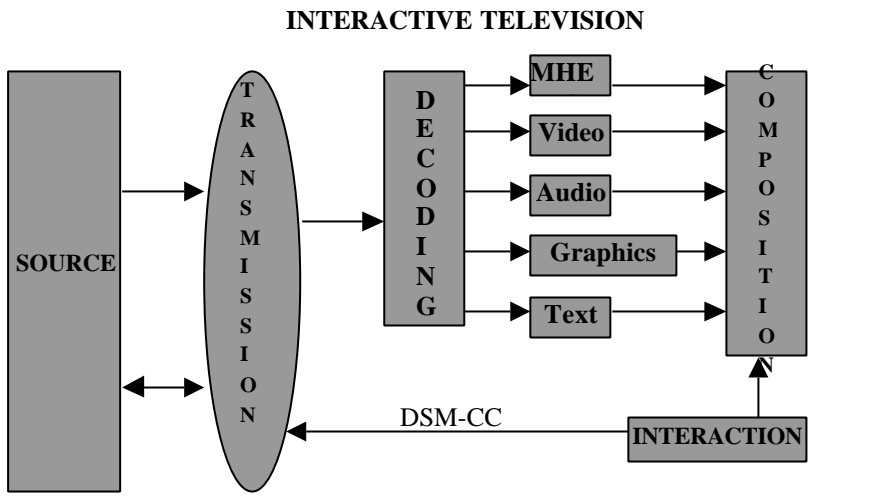 INTERACTIVE TELEVISION
SOURCE
TRANSMISSION
DECODING
MHE
Video
Audio
Graphics
Text
COMPOSITION
DSM-CC
INTERACTION